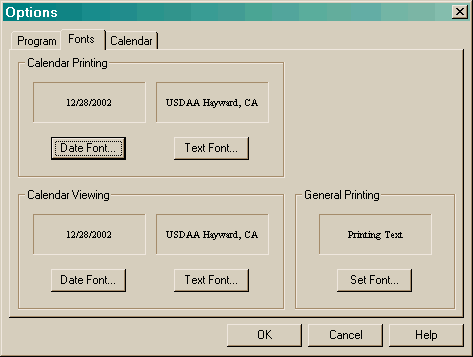 Options
Program Fonts Calendar
Calendar Printing
12/28/2002 USDAA Hayward, CA
Date Font... Text Font...
Calendar Viewing General Printing
12/28/2002 USDAA Hayward, CA Printing Text
Date Font... Text Font... Set Font...
OK Cancel Help